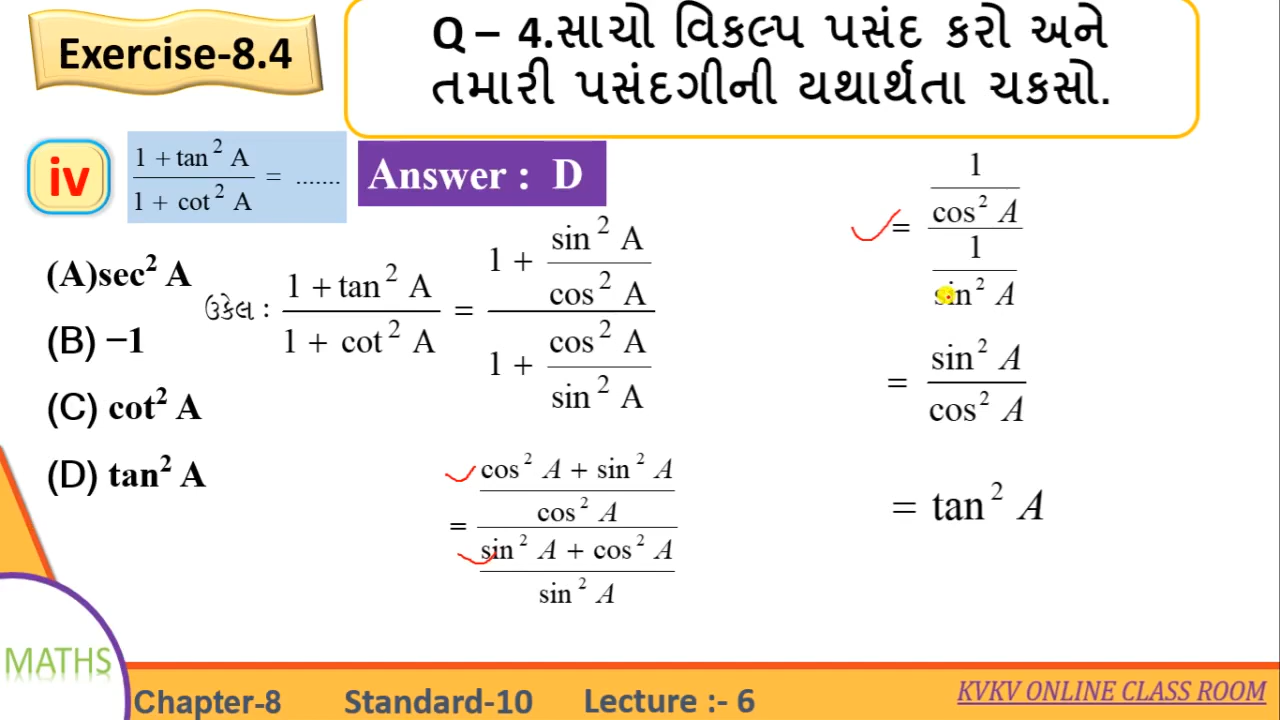 Exercise-8.4
Q – 4.સાચો વિકલ્પ પસંદ કરો અને
તમારી પસંદગીની યથાર્થતા ચકસો.
iv
1 + tan² A
1 + cot² A
= .......
Answer : D
(A)sec² A
(B) −1
(C) cot² A
(D) tan² A
ઉકેલ :
1 + tan² A
1 + cot² A
=
1 + sin² A / cos² A
1 + cos² A / sin² A
=
cos² A + sin² A
cos² A
sin² A + cos² A
sin² A
=
1
cos² A
1
sin² A
=
sin² A
cos² A
= tan² A
MATHS
Chapter-8 Standard-10 Lecture :- 6
KVKV ONLINE CLASS ROOM